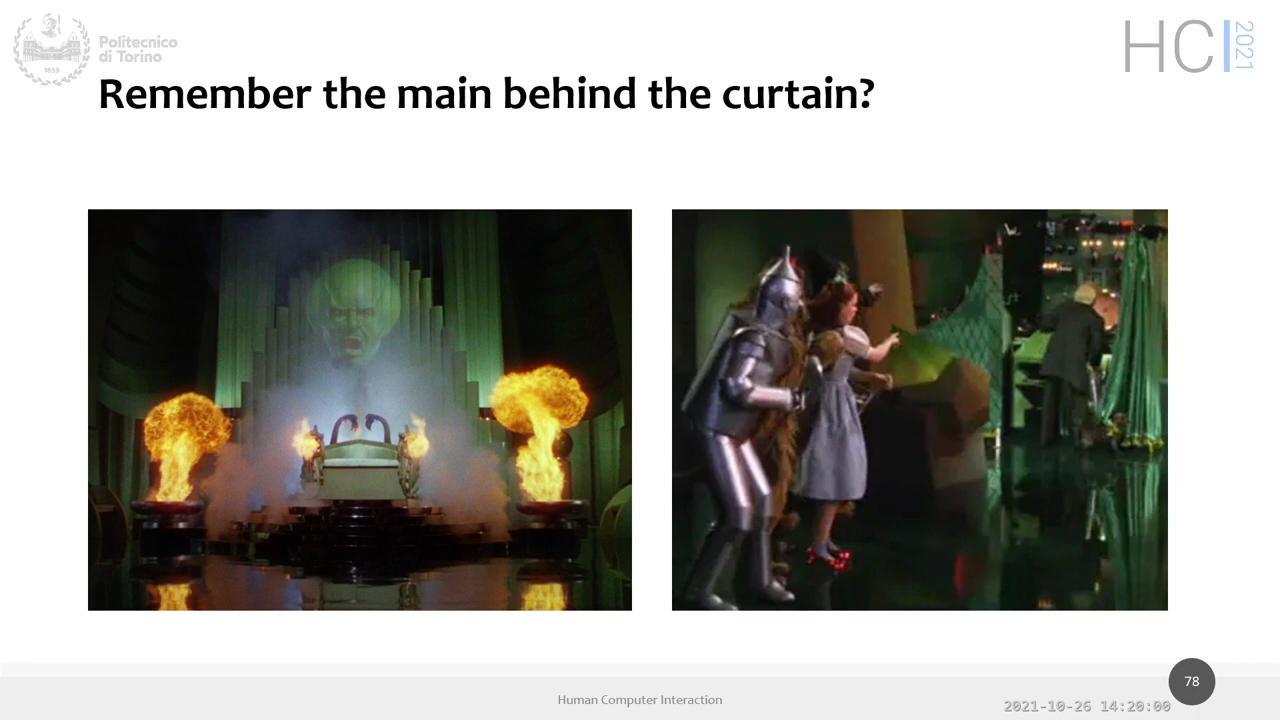 Politecnico
di Torino
1859
HCI
2021
Remember the main behind the curtain?
78
Human Computer Interaction
2021-10-26 14:20:00